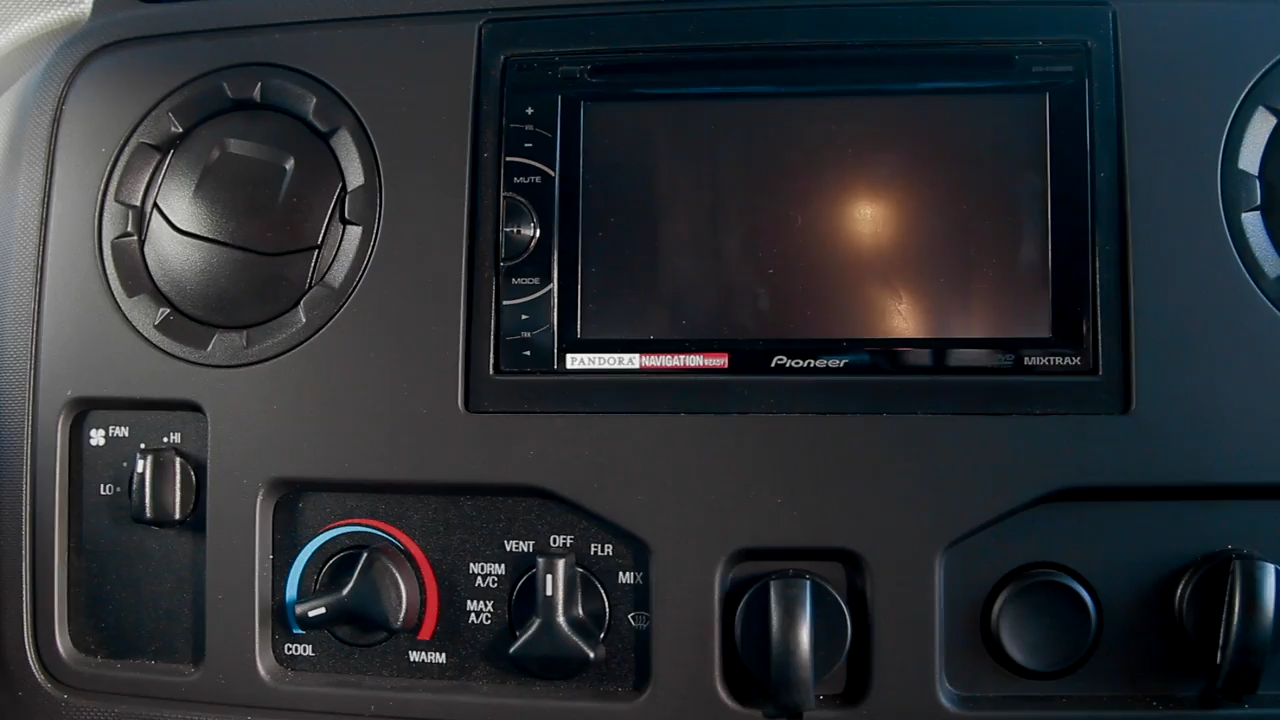 +
VOL
-
MUTE
MODE
TRK
PANDORA NAVIGATION READY
Pioneer
MIXTRAX
FAN
HI
LO
VENT
OFF
FLR
NORM
A/C
MIX
MAX
A/C
COOL
WARM